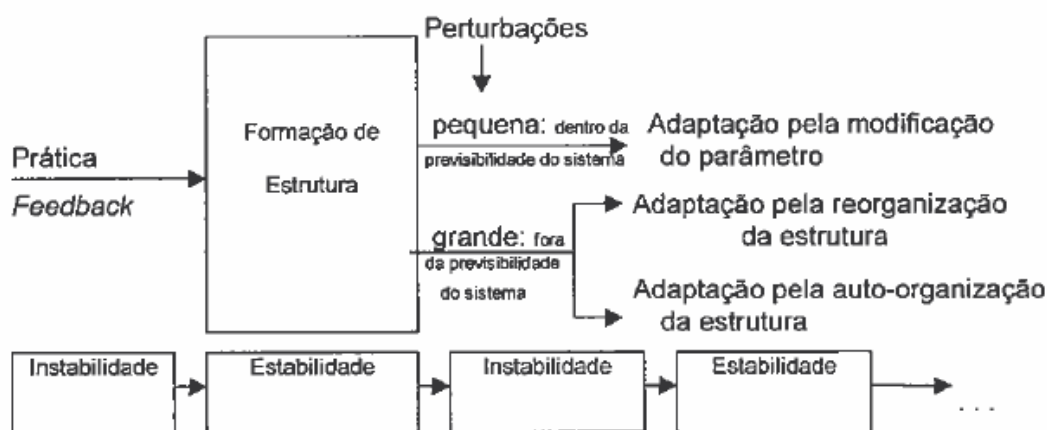 Perturbações
Prática
Feedback
Formação de
Estrutura
pequena: dentro da
previsibilidade do sistema
Adaptação pela modificação
do parâmetro
grande: fora
da previsibilidade
do sistema
Adaptação pela reorganização
da estrutura
Adaptação pela auto-organização
da estrutura
Instabilidade
Estabilidade
Instabilidade
Estabilidade
. . .